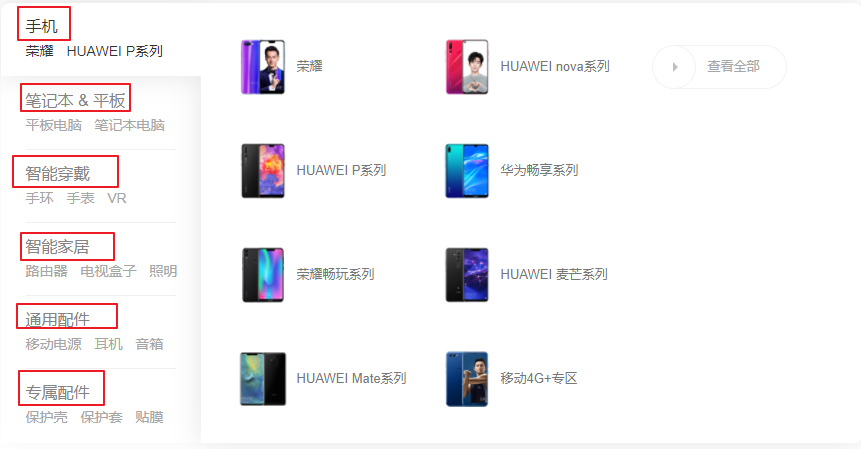 手机
荣耀 HUAWEI P系列
笔记本 & 平板
平板电脑 笔记本电脑
智能穿戴
手环 手表 VR
智能家居
路由器 电视盒子 照明
通用配件
移动电源 耳机 音箱
专属配件
保护壳 保护套 贴膜
荣耀 HUAWEI nova系列 查看全部
HUAWEI P系列 华为畅享系列
荣耀畅玩系列 HUAWEI 麦芒系列
HUAWEI Mate系列 移动4G+专区